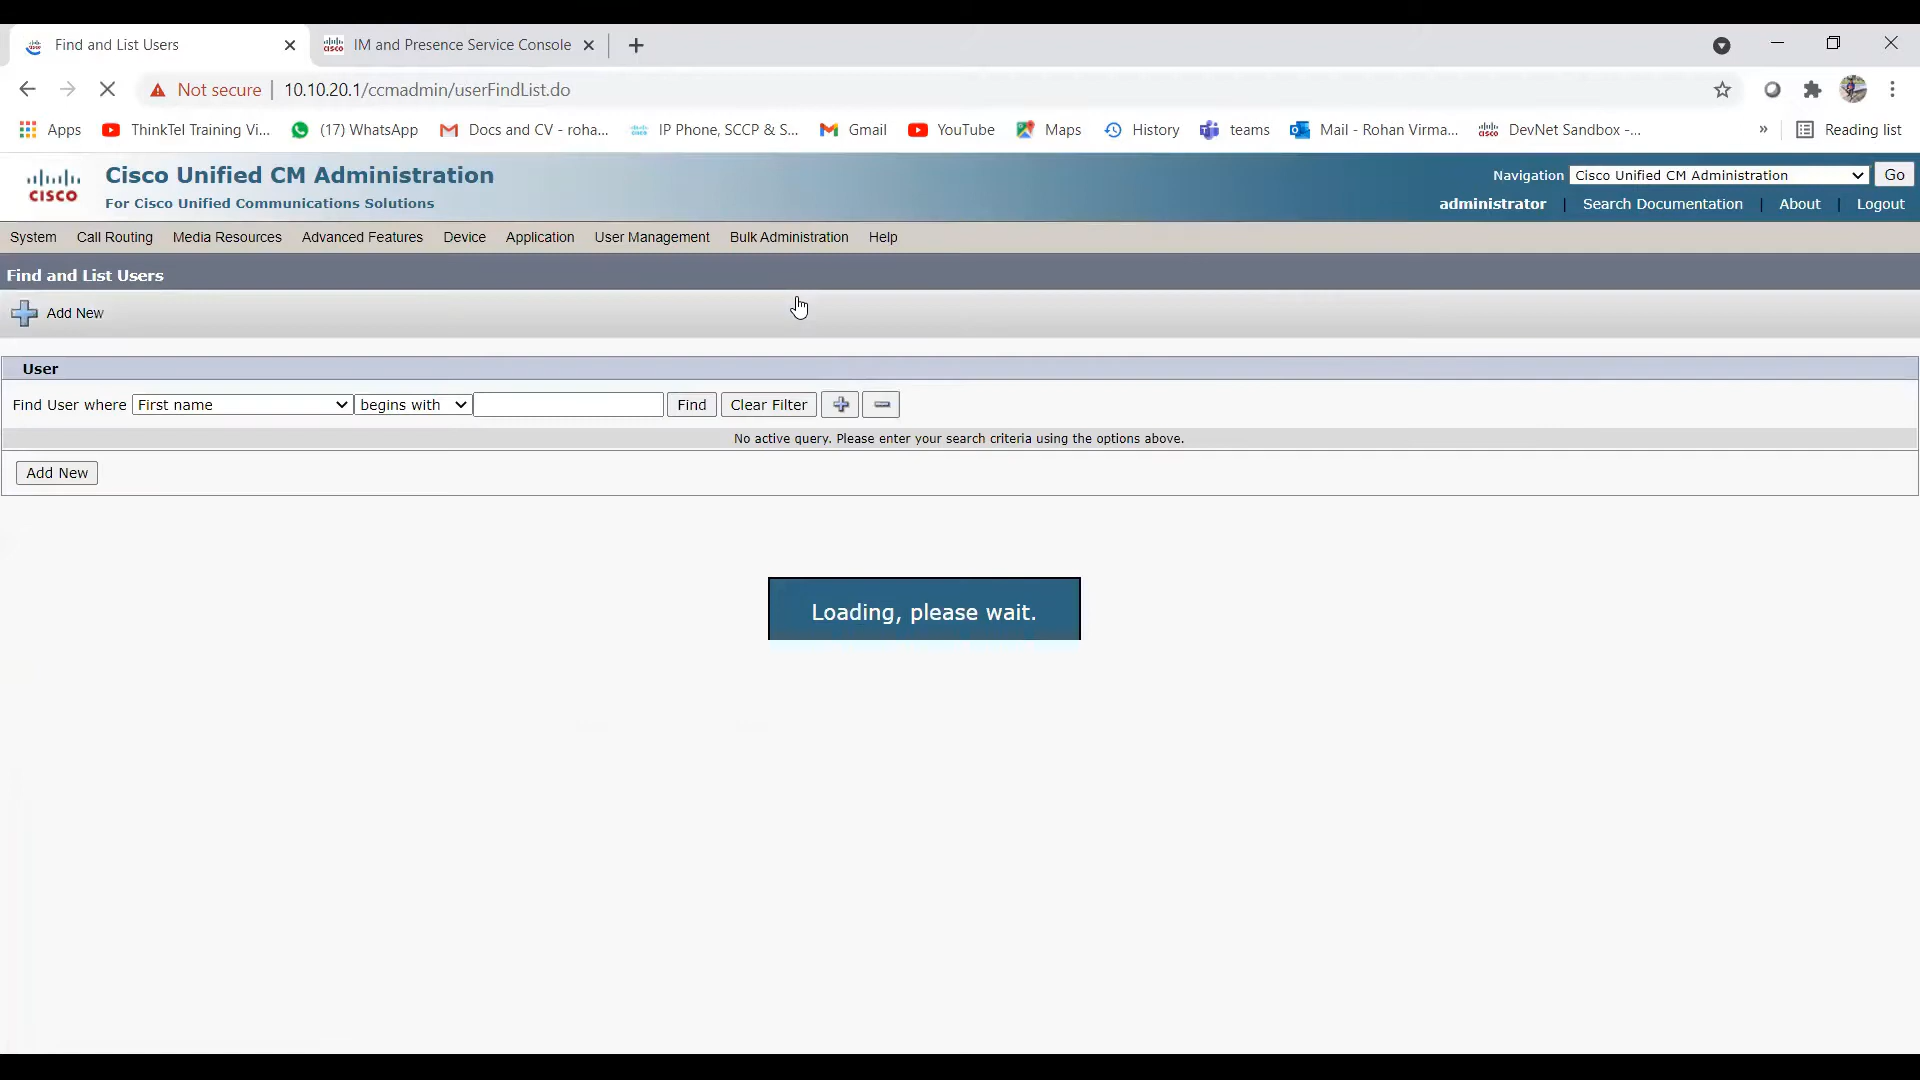 Find and List Users
IM and Presence Service Console
Not secure | 10.10.20.1/ccmadmin/userFindList.do
Apps ThinkTel Training Vi... (17) WhatsApp Docs and CV - roha... IP Phone, SCCP & S... Gmail YouTube Maps History teams Mail - Rohan Virma... DevNet Sandbox -... » Reading list
CISCO
Cisco Unified CM Administration
For Cisco Unified Communications Solutions
Navigation Cisco Unified CM Administration Go
administrator | Search Documentation | About | Logout
System Call Routing Media Resources Advanced Features Device Application User Management Bulk Administration Help
Find and List Users
Add New
User
Find User where First name begins with Find Clear Filter
No active query. Please enter your search criteria using the options above.
Add New
Loading, please wait.